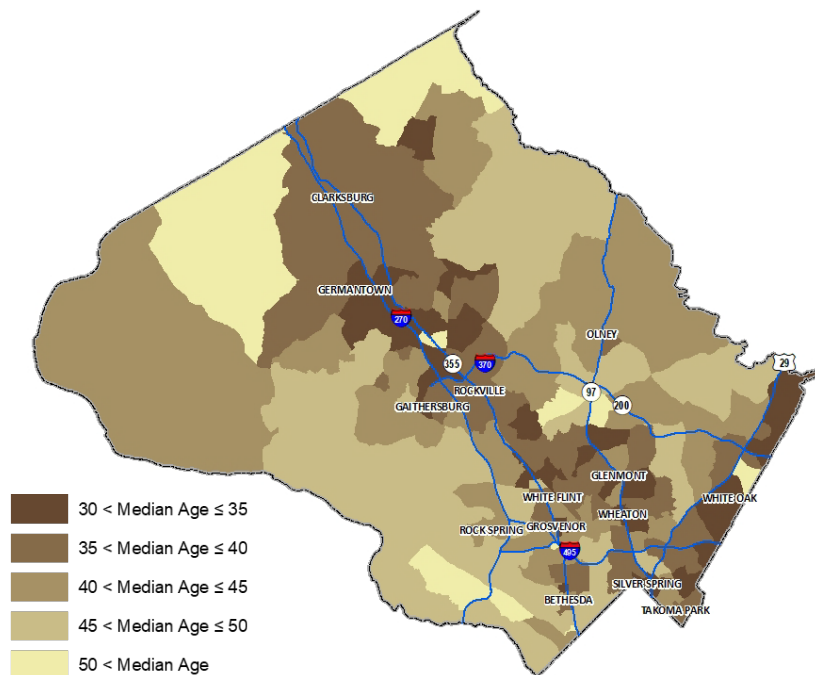 CLARKSBURG
GERMANTOWN
270
OLNEY
29
355
370
ROCKVILLE
97
200
GAITHERSBURG
GLENMONT
WHITE FLINT
WHITE OAK
30 < Median Age ≤ 35
WHEATON
GROSVENOR
ROCK SPRING
35 < Median Age ≤ 40
495
40 < Median Age ≤ 45
SILVER SPRING
BETHESDA
TAKOMA PARK
45 < Median Age ≤ 50
50 < Median Age